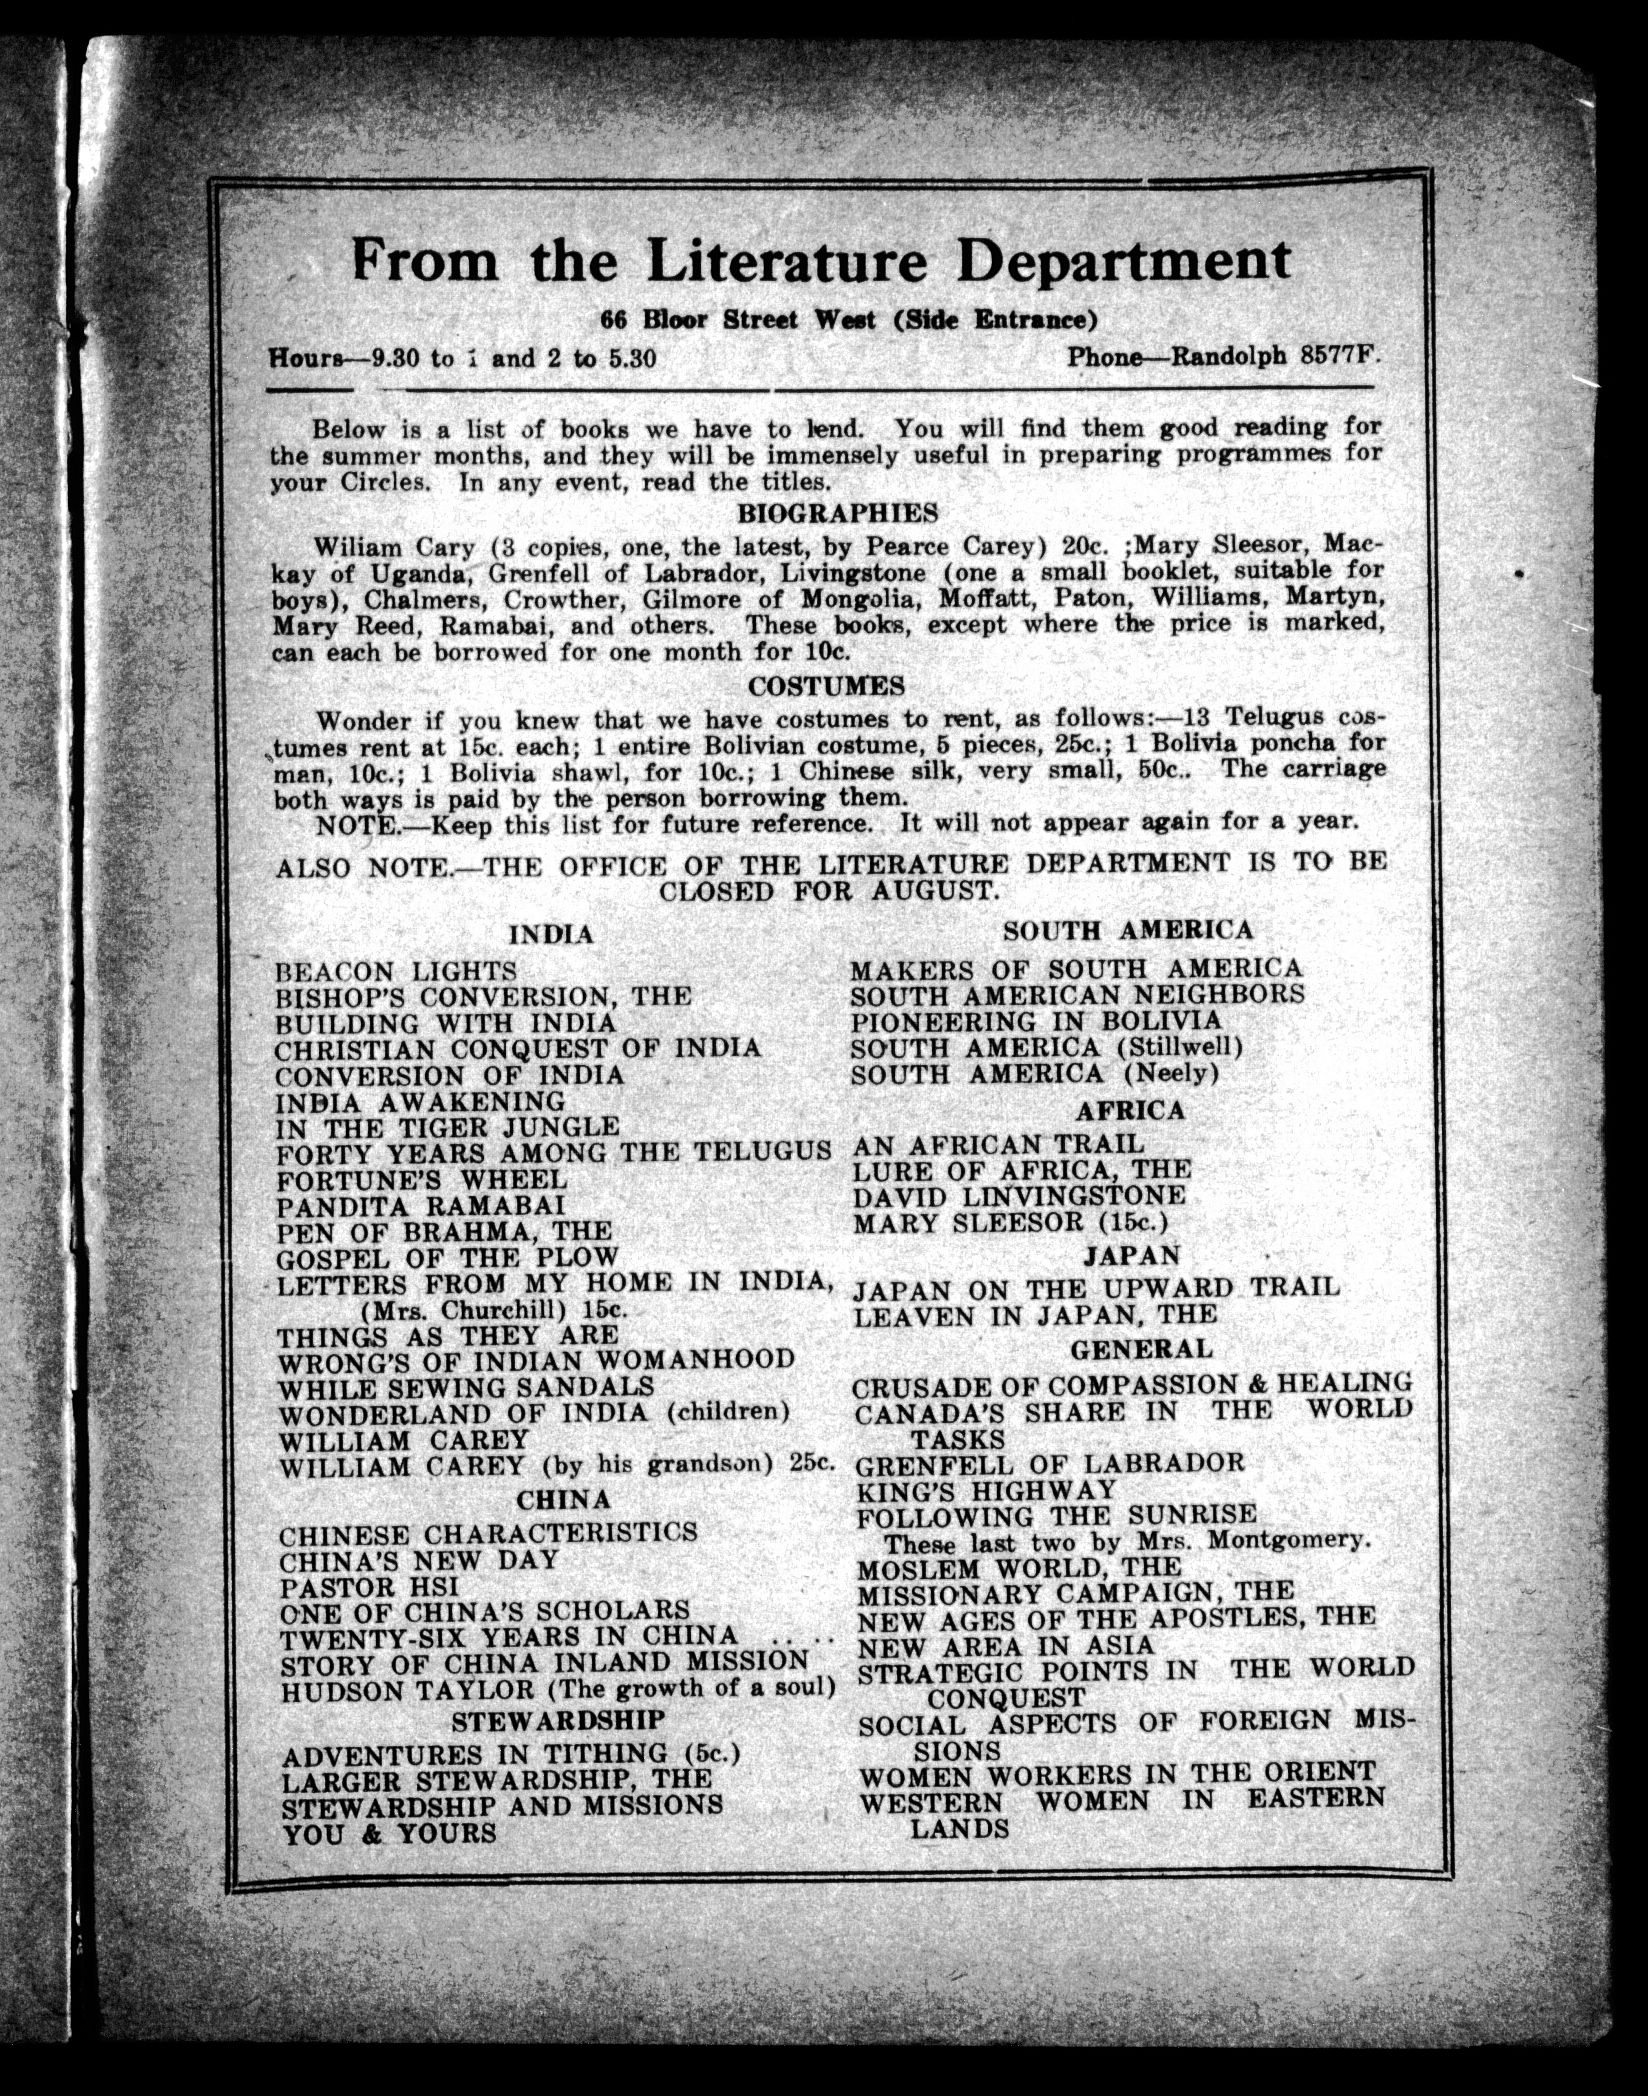 From the Literature Department
66 Bloor Street West (Side Entrance)
Hours—9.30 to 1 and 2 to 5.30 Phone—Randolph 8577F.
Below is a list of books we have to lend. You will find them good reading for
the summer months, and they will be immensely useful in preparing programmes for
your Circles. In any event, read the titles.
BIOGRAPHIES
Wiliam Cary (3 copies, one, the latest, by Pearce Carey) 20c. ;Mary Sleesor, Mac-
kay of Uganda, Grenfell of Labrador, Livingstone (one a small booklet, suitable for
boys), Chalmers, Crowther, Gilmore of Mongolia, Moffatt, Paton, Williams, Martyn,
Mary Reed, Ramabai, and others. These books, except where the price is marked,
can each be borrowed for one month for 10c.
COSTUMES
Wonder if you knew that we have costumes to rent, as follows:—13 Telugus cos-
tumes rent at 15c. each; 1 entire Bolivian costume, 5 pieces, 25c.; 1 Bolivia poncha for
man, 10c.; 1 Bolivia shawl, for 10c.; 1 Chinese silk, very small, 50c.. The carriage
both ways is paid by the person borrowing them.
NOTE.—Keep this list for future reference. It will not appear again for a year.
ALSO NOTE.—THE OFFICE OF THE LITERATURE DEPARTMENT IS TO BE
CLOSED FOR AUGUST.
INDIA
BEACON LIGHTS
BISHOP'S CONVERSION, THE
BUILDING WITH INDIA
CHRISTIAN CONQUEST OF INDIA
CONVERSION OF INDIA
INDIA AWAKENING
IN THE TIGER JUNGLE
FORTY YEARS AMONG THE TELUGUS
FORTUNE'S WHEEL
PANDITA RAMABAI
PEN OF BRAHMA, THE
GOSPEL OF THE PLOW
LETTERS FROM MY HOME IN INDIA,
(Mrs. Churchill) 15c.
THINGS AS THEY ARE
WRONG'S OF INDIAN WOMANHOOD
WHILE SEWING SANDALS
WONDERLAND OF INDIA (children)
WILLIAM CAREY
WILLIAM CAREY (by his grandson) 25c.
CHINA
CHINESE CHARACTERISTICS
CHINA'S NEW DAY
PASTOR HSI
ONE OF CHINA'S SCHOLARS
TWENTY-SIX YEARS IN CHINA .. ..
STORY OF CHINA INLAND MISSION
HUDSON TAYLOR (The growth of a soul)
STEWARDSHIP
ADVENTURES IN TITHING (5c.)
LARGER STEWARDSHIP, THE
STEWARDSHIP AND MISSIONS
YOU & YOURS
SOUTH AMERICA
MAKERS OF SOUTH AMERICA
SOUTH AMERICAN NEIGHBORS
PIONEERING IN BOLIVIA
SOUTH AMERICA (Stillwell)
SOUTH AMERICA (Neely)
AFRICA
AN AFRICAN TRAIL
LURE OF AFRICA, THE
DAVID LINVINGSTONE
MARY SLEESOR (15c.)
JAPAN
JAPAN ON THE UPWARD TRAIL
LEAVEN IN JAPAN, THE
GENERAL
CRUSADE OF COMPASSION & HEALING
CANADA'S SHARE IN THE WORLD
TASKS
GRENFELL OF LABRADOR
KING'S HIGHWAY
FOLLOWING THE SUNRISE
These last two by Mrs. Montgomery.
MOSLEM WORLD, THE
MISSIONARY CAMPAIGN, THE
NEW AGES OF THE APOSTLES, THE
NEW AREA IN ASIA
STRATEGIC POINTS IN THE WORLD
CONQUEST
SOCIAL ASPECTS OF FOREIGN MIS-
SIONS
WOMEN WORKERS IN THE ORIENT
WESTERN WOMEN IN EASTERN
LANDS